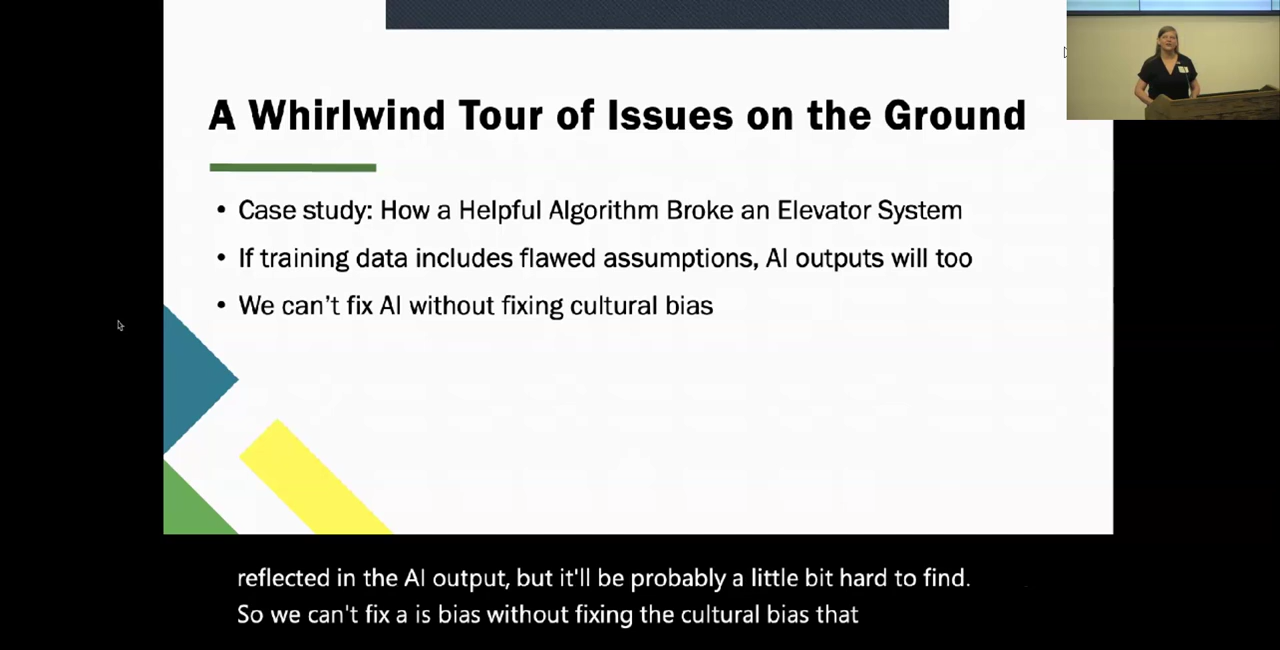 A Whirlwind Tour of Issues on the Ground
• Case study: How a Helpful Algorithm Broke an Elevator System
• If training data includes flawed assumptions, AI outputs will too
• We can't fix AI without fixing cultural bias
reflected in the AI output, but it'll be probably a little bit hard to find.
So we can't fix a is bias without fixing the cultural bias that